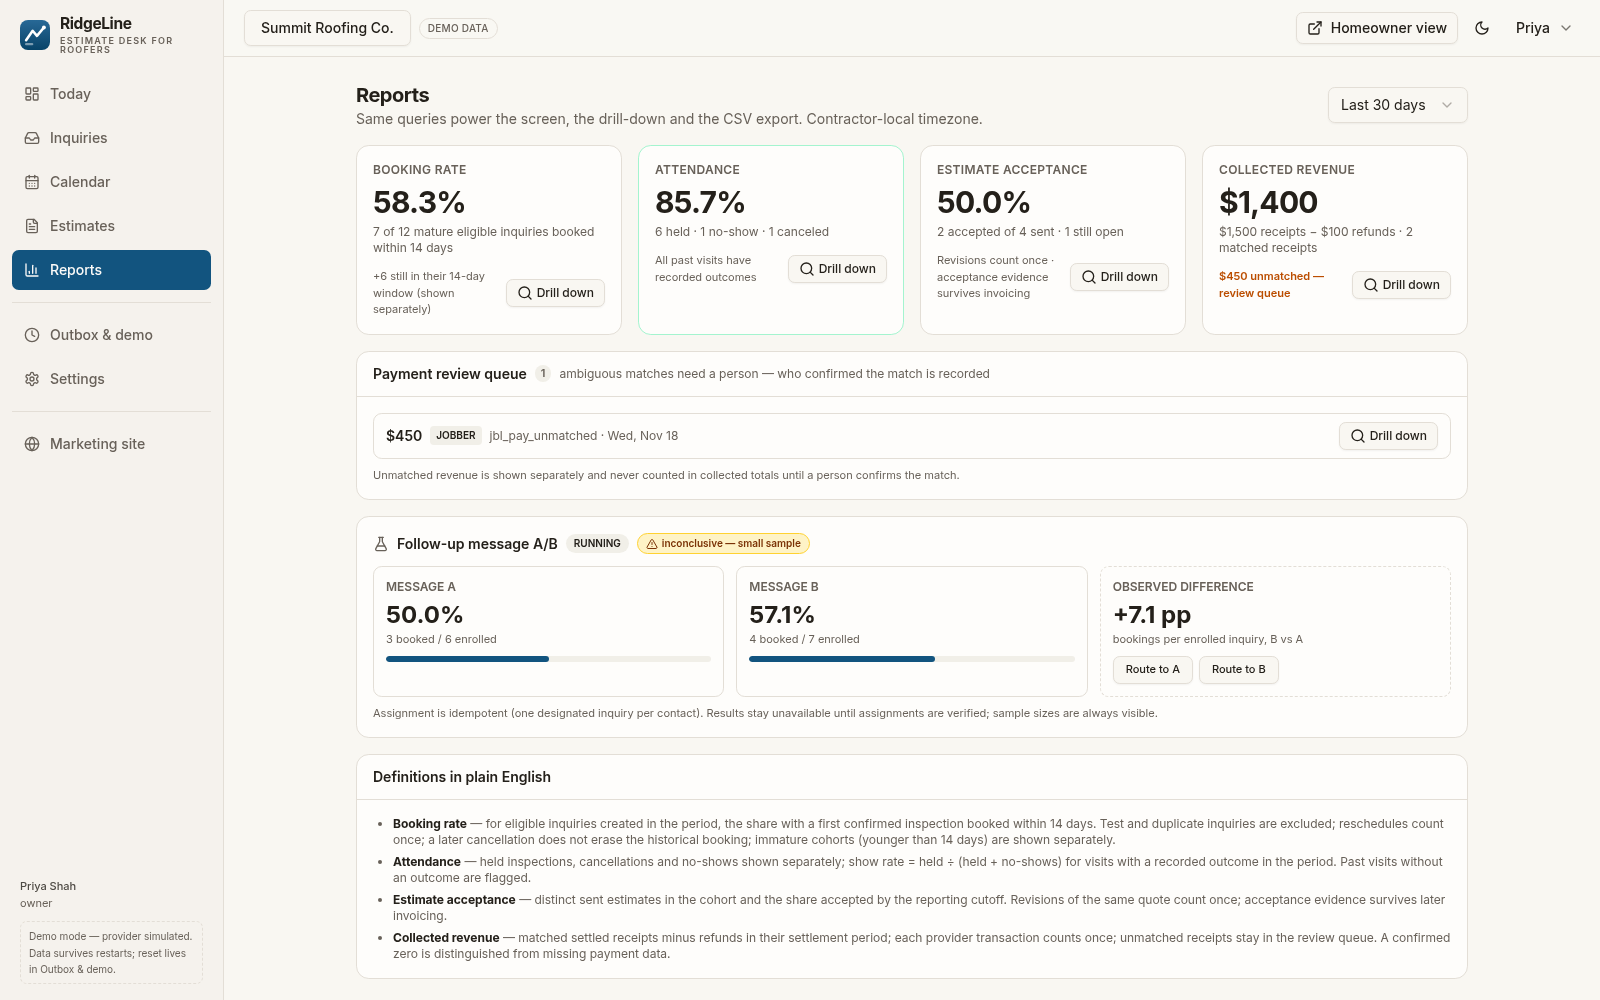 RidgeLine
ESTIMATE DESK FOR
ROOFERS
Today
Inquiries
Calendar
Estimates
Reports
Outbox & demo
Settings
Marketing site
Priya Shah
owner
Demo mode — provider simulated.
Data survives restarts; reset lives
in Outbox & demo.
Summit Roofing Co.
DEMO DATA
Homeowner view
Priya
Reports
Same queries power the screen, the drill-down and the CSV export. Contractor-local timezone.
Last 30 days
BOOKING RATE
58.3%
7 of 12 mature eligible inquiries booked
within 14 days
+6 still in their 14-day
window (shown
separately)
Drill down
ATTENDANCE
85.7%
6 held · 1 no-show · 1 canceled
All past visits have
recorded outcomes
Drill down
ESTIMATE ACCEPTANCE
50.0%
2 accepted of 4 sent · 1 still open
Revisions count once ·
acceptance evidence
survives invoicing
Drill down
COLLECTED REVENUE
$1,400
$1,500 receipts − $100 refunds · 2
matched receipts
$450 unmatched —
review queue
Drill down
Payment review queue 1 ambiguous matches need a person — who confirmed the match is recorded
$450 JOBBER jbl_pay_unmatched · Wed, Nov 18
Drill down
Unmatched revenue is shown separately and never counted in collected totals until a person confirms the match.
Follow-up message A/B RUNNING inconclusive — small sample
MESSAGE A
50.0%
3 booked / 6 enrolled
MESSAGE B
57.1%
4 booked / 7 enrolled
OBSERVED DIFFERENCE
+7.1 pp
bookings per enrolled inquiry, B vs A
Route to A Route to B
Assignment is idempotent (one designated inquiry per contact). Results stay unavailable until assignments are verified; sample sizes are always visible.
Definitions in plain English
• Booking rate — for eligible inquiries created in the period, the share with a first confirmed inspection booked within 14 days. Test and duplicate inquiries are excluded; reschedules count
once; a later cancellation does not erase the historical booking; immature cohorts (younger than 14 days) are shown separately.
• Attendance — held inspections, cancellations and no-shows shown separately; show rate = held ÷ (held + no-shows) for visits with a recorded outcome in the period. Past visits without
an outcome are flagged.
• Estimate acceptance — distinct sent estimates in the cohort and the share accepted by the reporting cutoff. Revisions of the same quote count once; acceptance evidence survives later
invoicing.
• Collected revenue — matched settled receipts minus refunds in their settlement period; each provider transaction counts once; unmatched receipts stay in the review queue. A confirmed
zero is distinguished from missing payment data.